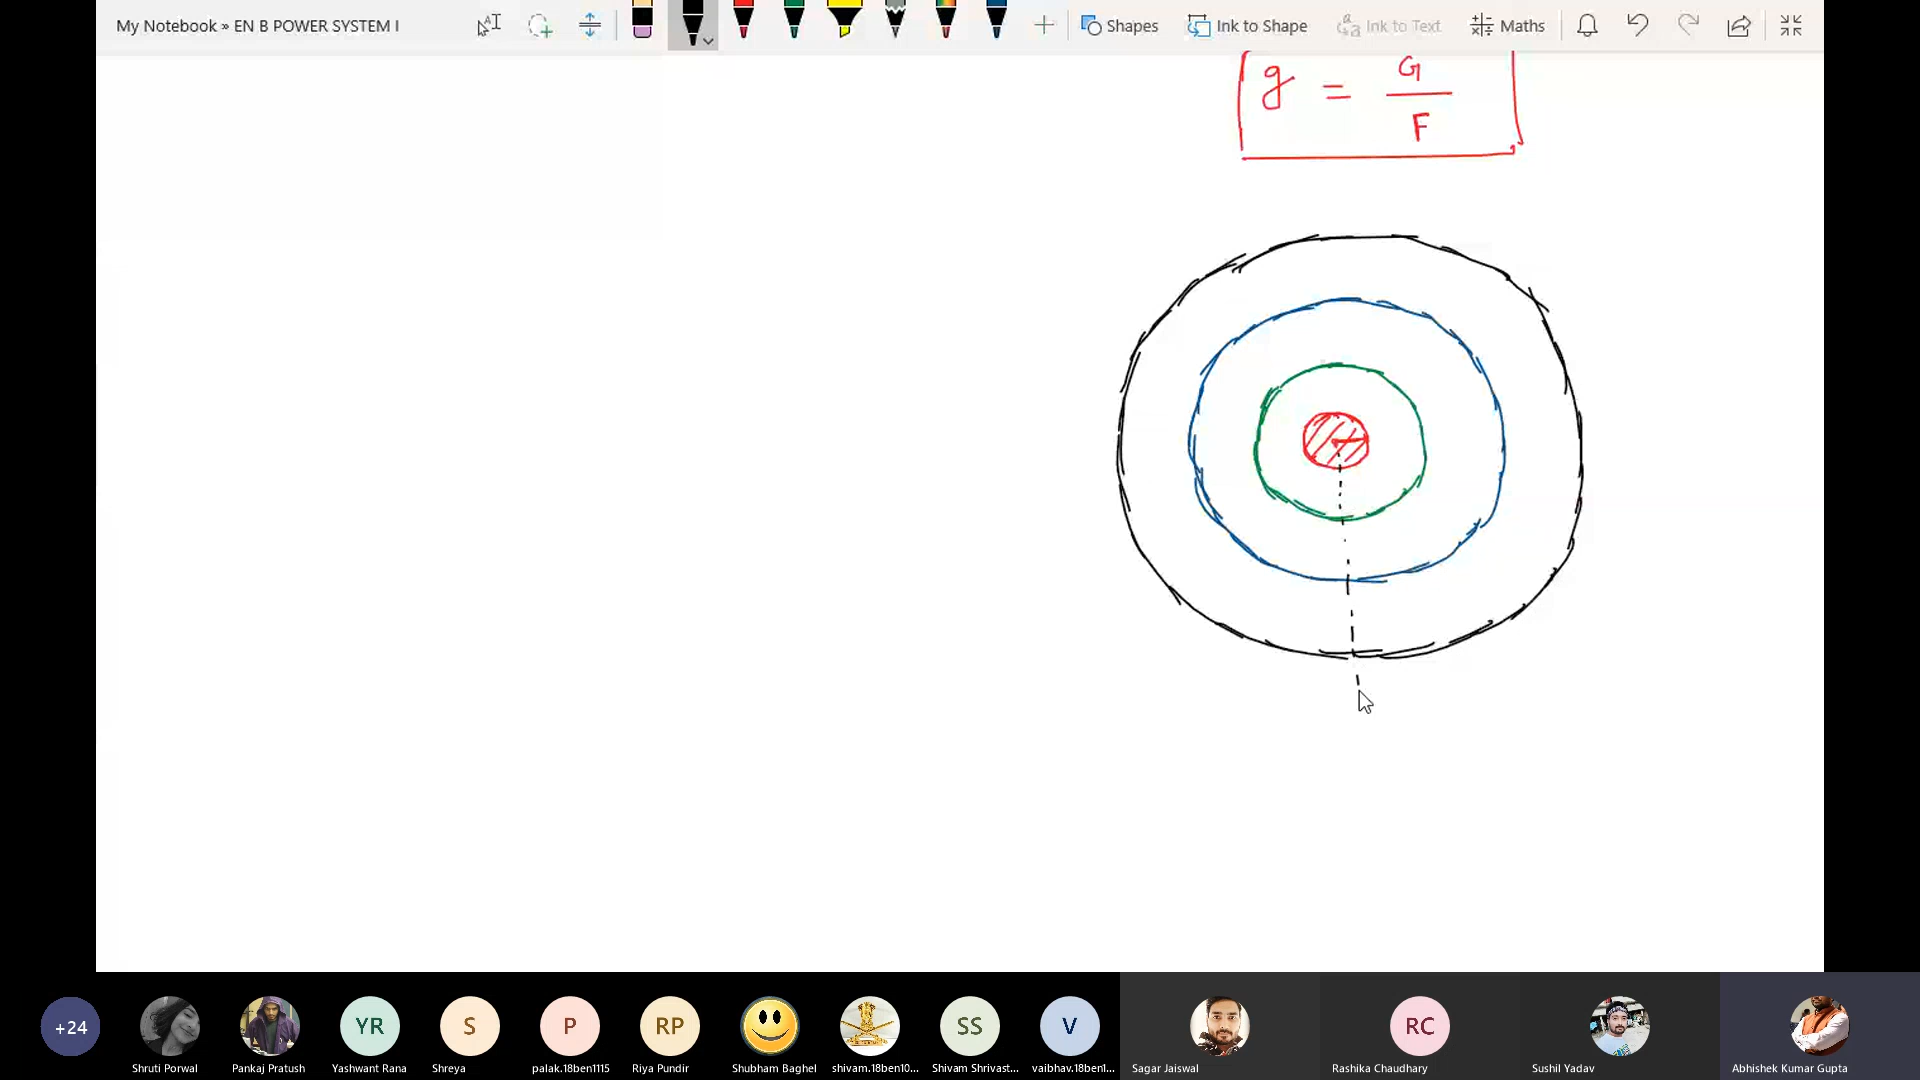 My Notebook » EN B POWER SYSTEM I
Shapes
Ink to Shape
Ink to Text
Maths
g = G
F
+24
YR
S
P
RP
SS
V
RC
Shruti Porwal
Pankaj Pratush
Yashwant Rana
Shreya
palak.18ben1115
Riya Pundir
Shubham Baghel
shivam.18ben10...
Shivam Shrivast...
vaibhav.18ben1...
Sagar Jaiswal
Rashika Chaudhary
Sushil Yadav
Abhishek Kumar Gupta